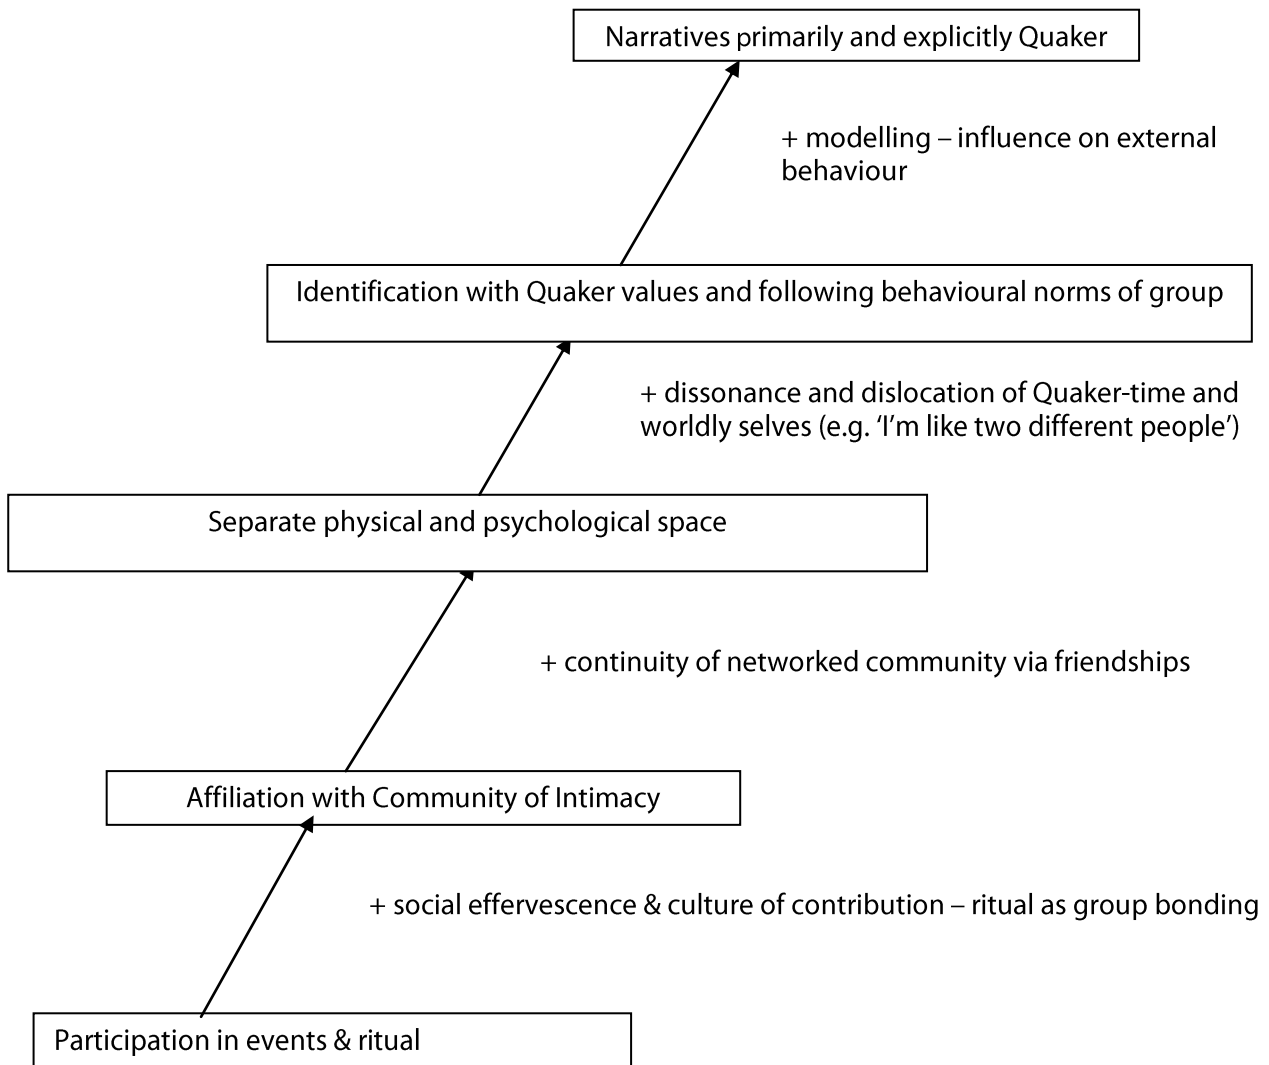 Narratives primarily and explicitly Quaker
+ modelling – influence on external
behaviour
Identification with Quaker values and following behavioural norms of group
+ dissonance and dislocation of Quaker-time and
worldly selves (e.g. ‘I’m like two different people’)
Separate physical and psychological space
+ continuity of networked community via friendships
Affiliation with Community of Intimacy
+ social effervescence & culture of contribution – ritual as group bonding
Participation in events & ritual